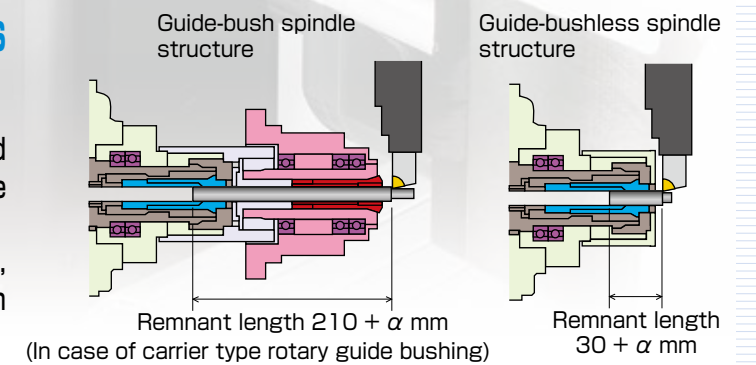 s
d
e
,
n
Guide-bush spindle
structure
Guide-bushless spindle
structure
Remnant length 210 + α mm
(In case of carrier type rotary guide bushing)
Remnant length
30 + α mm